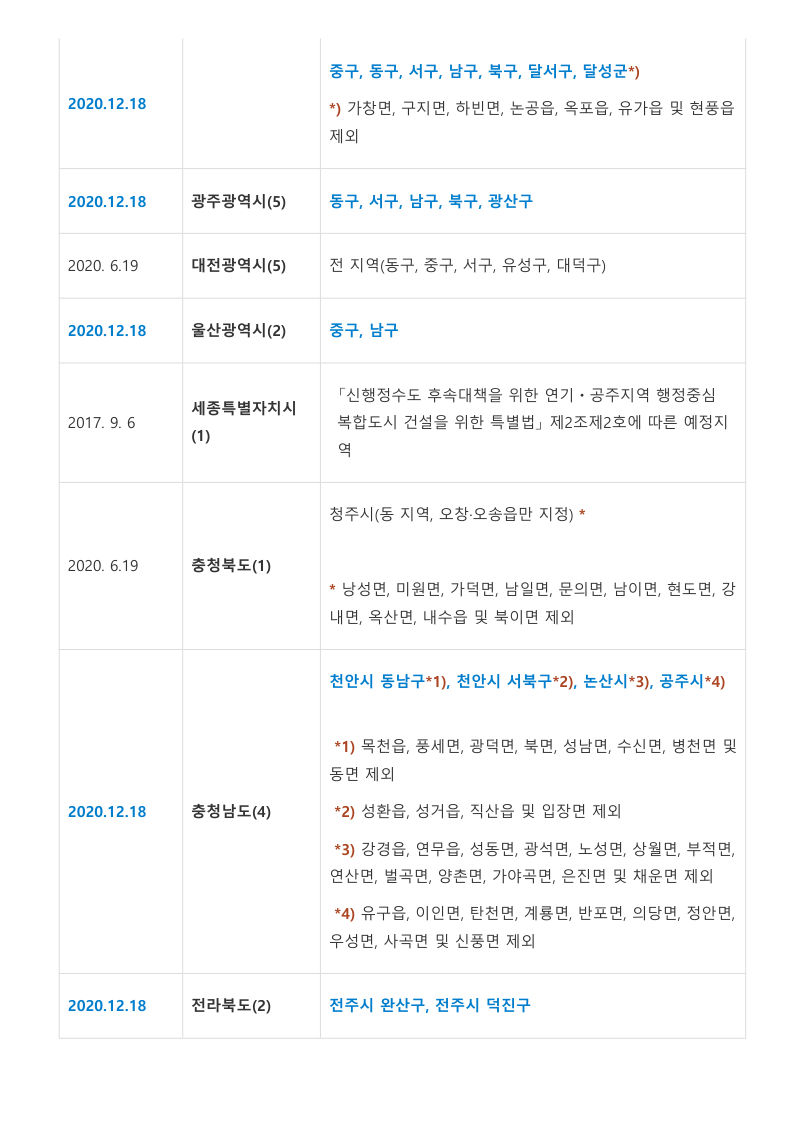 2020.12.18
중구, 동구, 서구, 남구, 북구, 달서구, 달성군*)
*) 가창면, 구지면, 하빈면, 논공읍, 옥포읍, 유가읍 및 현풍읍
제외
2020.12.18
광주광역시(5)
동구, 서구, 남구, 북구, 광산구
2020. 6.19
대전광역시(5)
전 지역(동구, 중구, 서구, 유성구, 대덕구)
2020.12.18
울산광역시(2)
중구, 남구
2017. 9. 6
세종특별자치시
(1)
「신행정수도 후속대책을 위한 연기・공주지역 행정중심
복합도시 건설을 위한 특별법」 제2조제2호에 따른 예정지
역
2020. 6.19
충청북도(1)
청주시(동 지역, 오창·오송읍만 지정) *
* 낭성면, 미원면, 가덕면, 남일면, 문의면, 남이면, 현도면, 강
내면, 옥산면, 내수읍 및 북이면 제외
2020.12.18
충청남도(4)
천안시 동남구*1), 천안시 서북구*2), 논산시*3), 공주시*4)
*1) 목천읍, 풍세면, 광덕면, 북면, 성남면, 수신면, 병천면 및
동면 제외
*2) 성환읍, 성거읍, 직산읍 및 입장면 제외
*3) 강경읍, 연무읍, 성동면, 광석면, 노성면, 상월면, 부적면,
연산면, 벌곡면, 양촌면, 가야곡면, 은진면 및 채운면 제외
*4) 유구읍, 이인면, 탄천면, 계룡면, 반포면, 의당면, 정안면,
우성면, 사곡면 및 신풍면 제외
2020.12.18
전라북도(2)
전주시 완산구, 전주시 덕진구